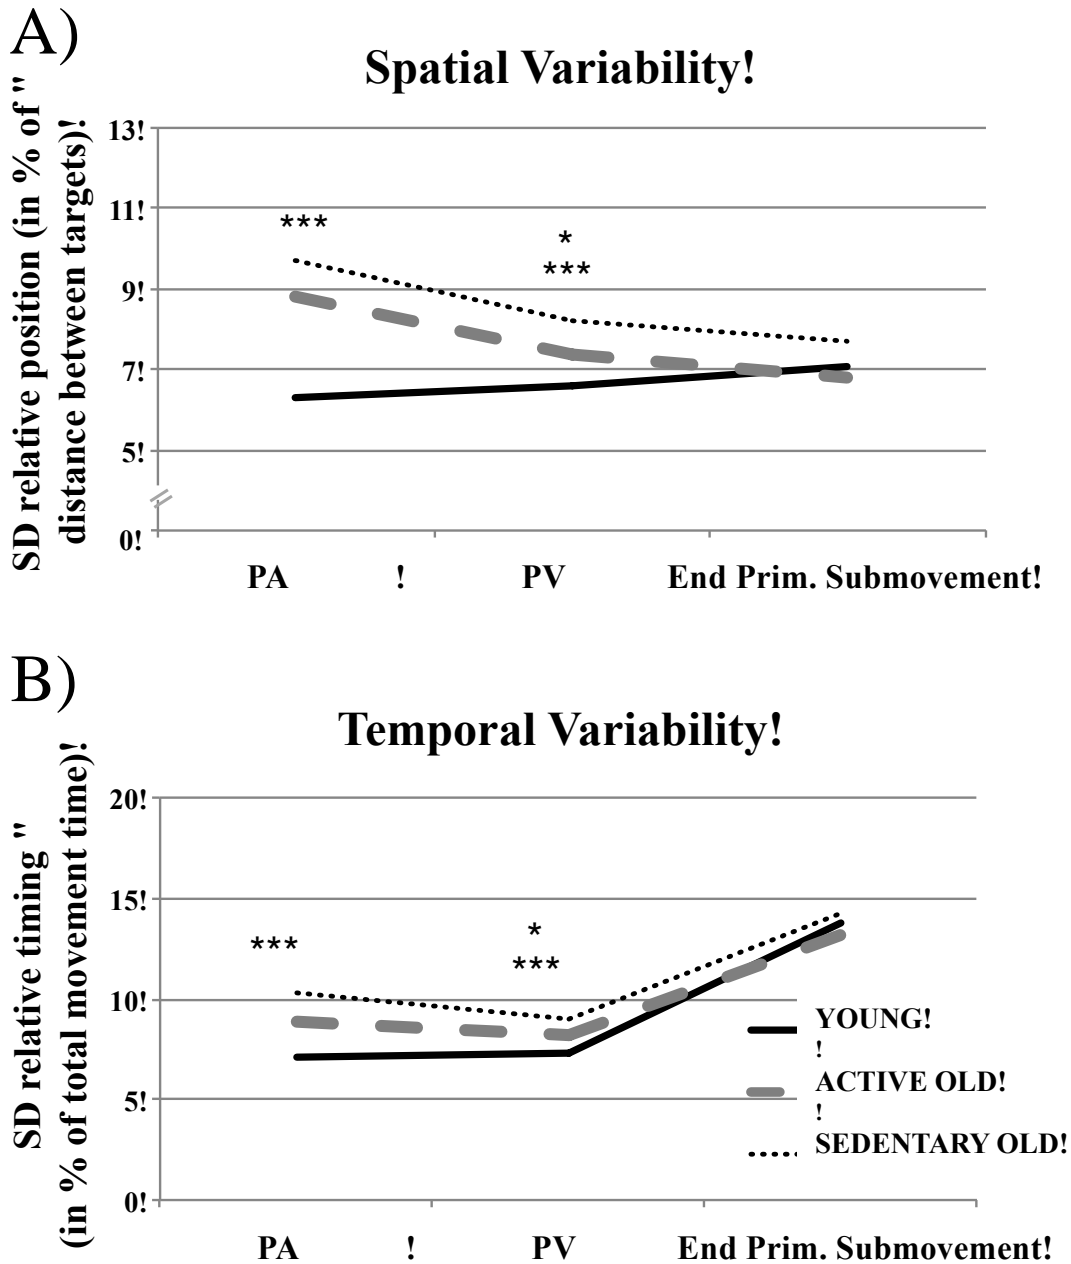 A)
Spatial Variability!
SD relative position (in % of "
distance between targets)!
13!
11!
9!
7!
5!
0!
***
*
***
PA ! PV End Prim. Submovement!
B)
Temporal Variability!
SD relative timing "
(in % of total movement time)!
20!
15!
10!
5!
0!
***
*
***
YOUNG!
!
ACTIVE OLD!
!
SEDENTARY OLD!
PA ! PV End Prim. Submovement!